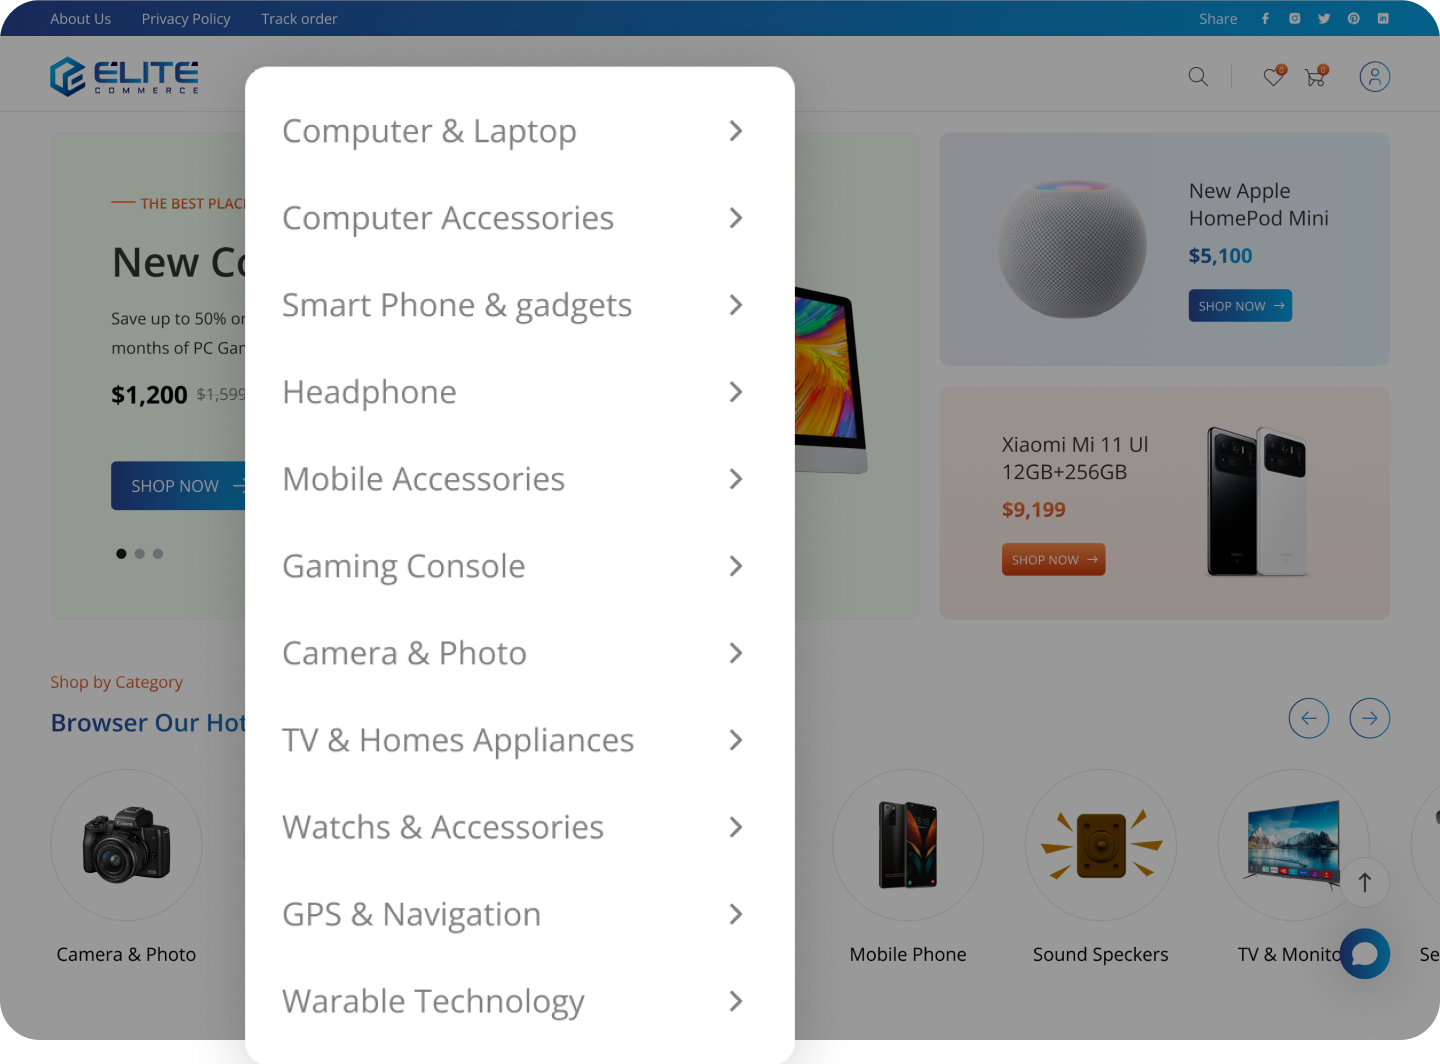 About Us Privacy Policy Track order Share
ELITE
COMMERCE
0 0
Computer & Laptop
Computer Accessories
Smart Phone & gadgets
Headphone
Mobile Accessories
Gaming Console
Camera & Photo
TV & Homes Appliances
Watchs & Accessories
GPS & Navigation
Warable Technology
THE BEST PLAC
New Co
Save up to 50% on
months of PC Gam
$1,200 $1,599
SHOP NOW
New Apple
HomePod Mini
$5,100
SHOP NOW
Xiaomi Mi 11 Ul
12GB+256GB
$9,199
SHOP NOW
Shop by Category
Browser Our Hot
Canon
Camera & Photo
Mobile Phone
Sound Speckers
TV & Monito
Se